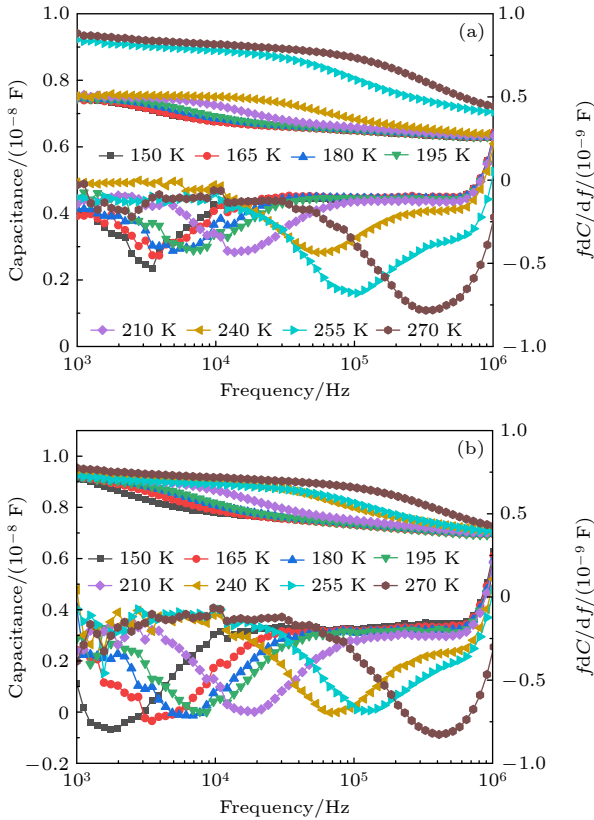 (a)
Capacitance/(10⁻⁸ F)
1.0
0.8
0.6
0.4
0.2
0
150 K 165 K 180 K 195 K
210 K 240 K 255 K 270 K
1.0
0.5
0
−0.5
−1.0
fdC/df/(10⁻⁹ F)
10³ 10⁴ 10⁵ 10⁶
Frequency/Hz
(b)
Capacitance/(10⁻⁸ F)
1.0
0.8
0.6
0.4
0.2
0
−0.2
150 K 165 K 180 K 195 K
210 K 240 K 255 K 270 K
1.0
0.5
0
−0.5
−1.0
fdC/df/(10⁻⁹ F)
10³ 10⁴ 10⁵ 10⁶
Frequency/Hz